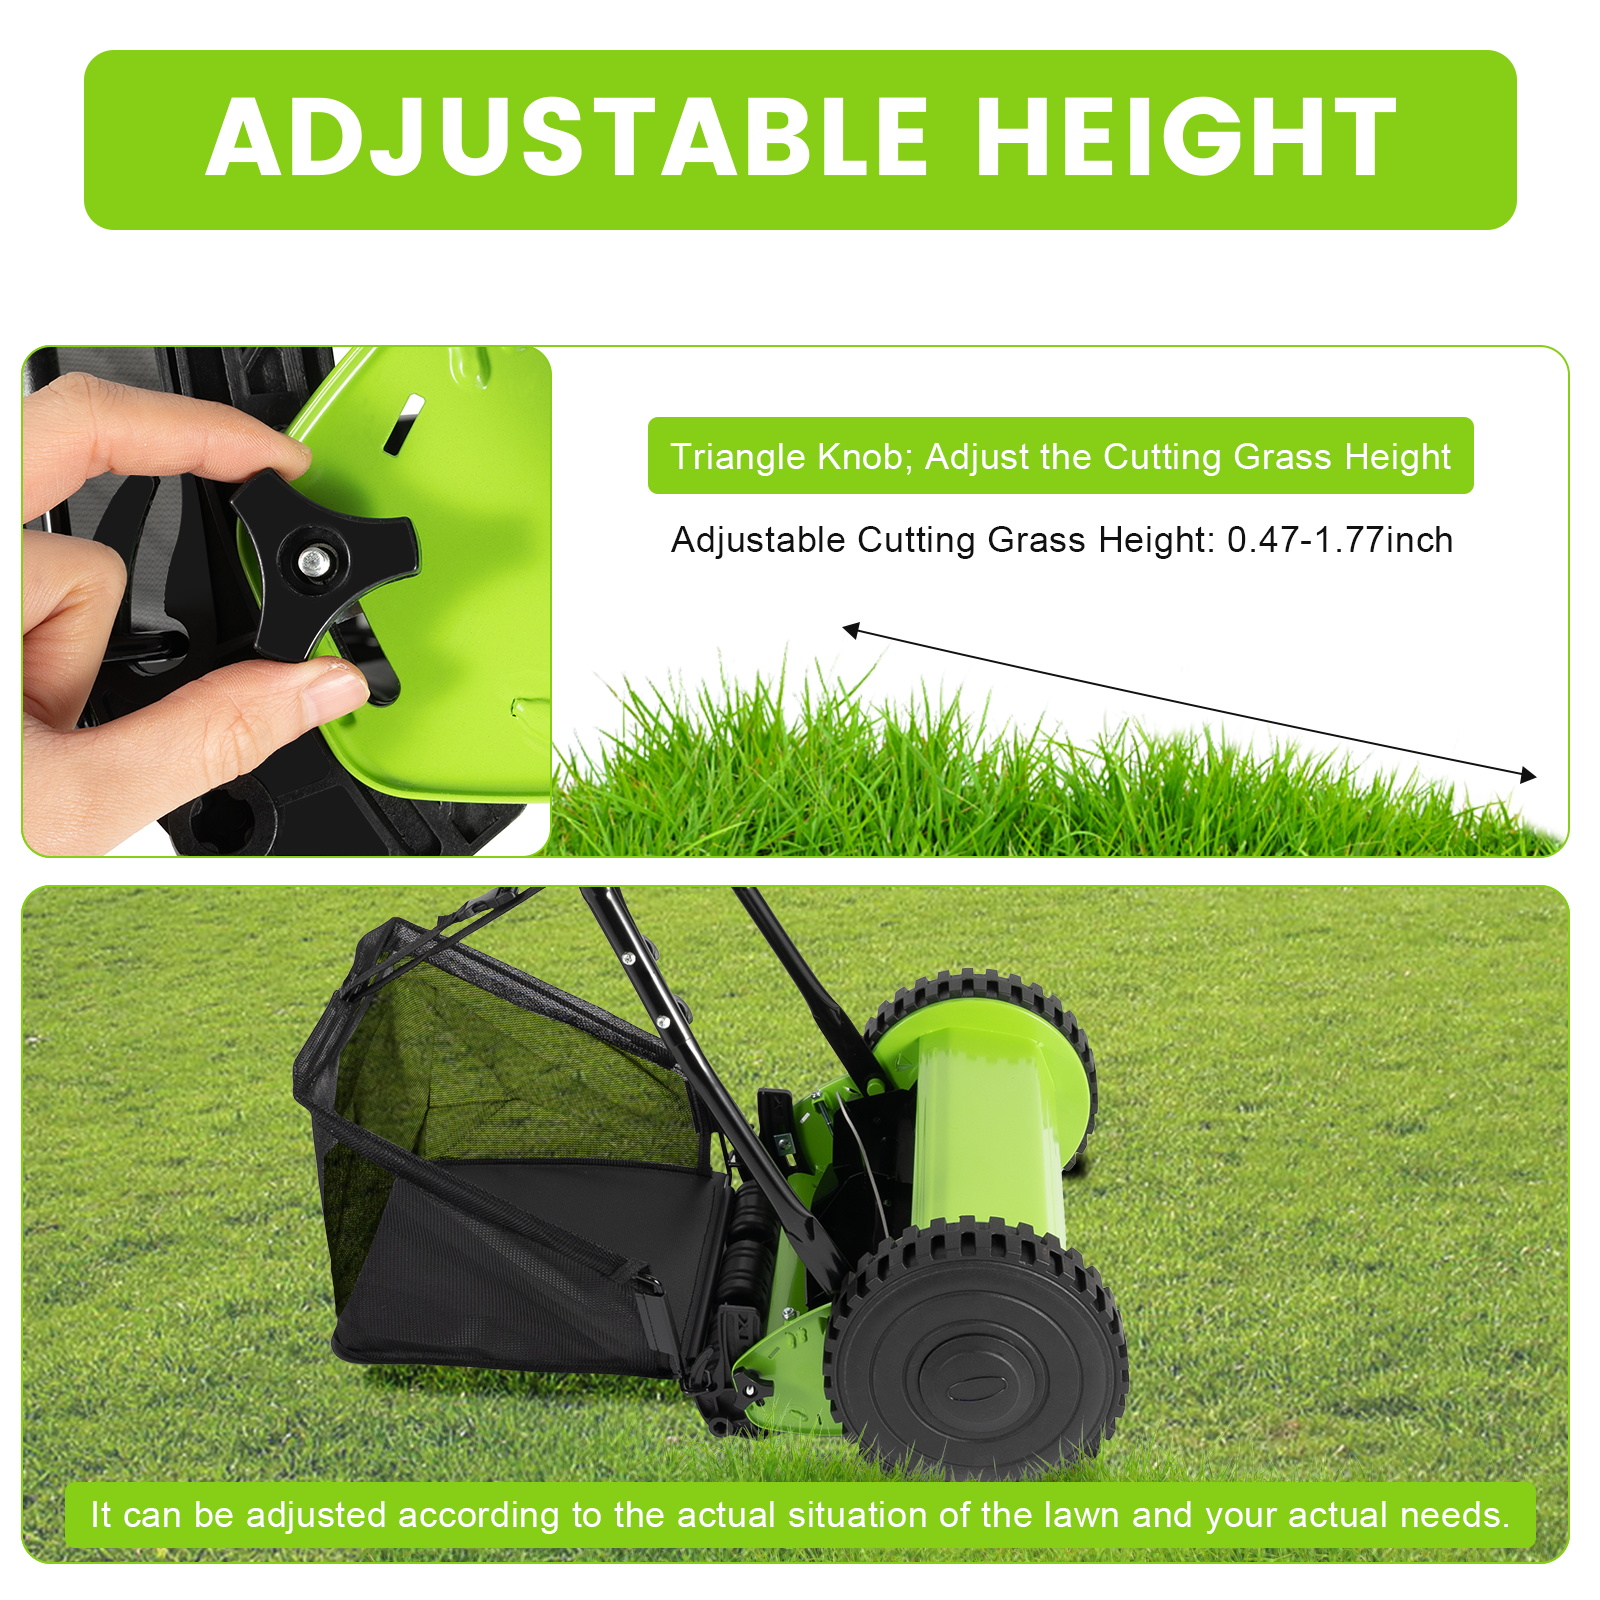 ADJUSTABLE HEIGHT
Triangle Knob; Adjust the Cutting Grass Height
Adjustable Cutting Grass Height: 0.47-1.77inch
It can be adjusted according to the actual situation of the lawn and your actual needs.